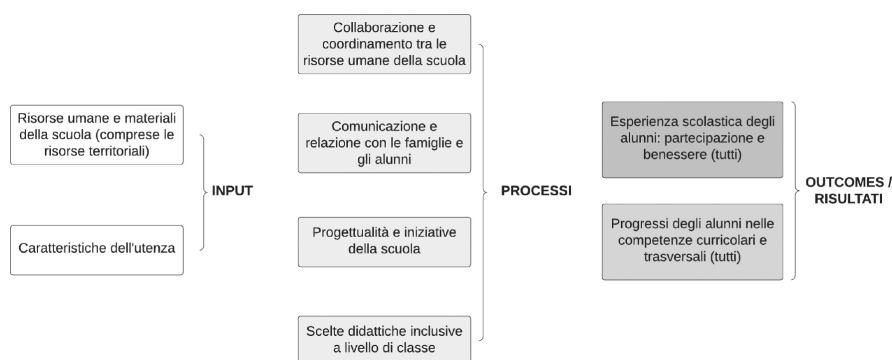 Risorse umane e materiali
della scuola (comprese le
risorse territoriali)
Caratteristiche dell'utenza
INPUT
Collaborazione e
coordinamento tra le
risorse umane della scuola
Comunicazione e
relazione con le famiglie e
gli alunni
Progettualità e iniziative
della scuola
Scelte didattiche inclusive
a livello di classe
PROCESSI
Esperienza scolastica degli
alunni: partecipazione e
benessere (tutti)
Progressi degli alunni nelle
competenze curricolari e
trasversali (tutti)
OUTCOMES /
RISULTATI